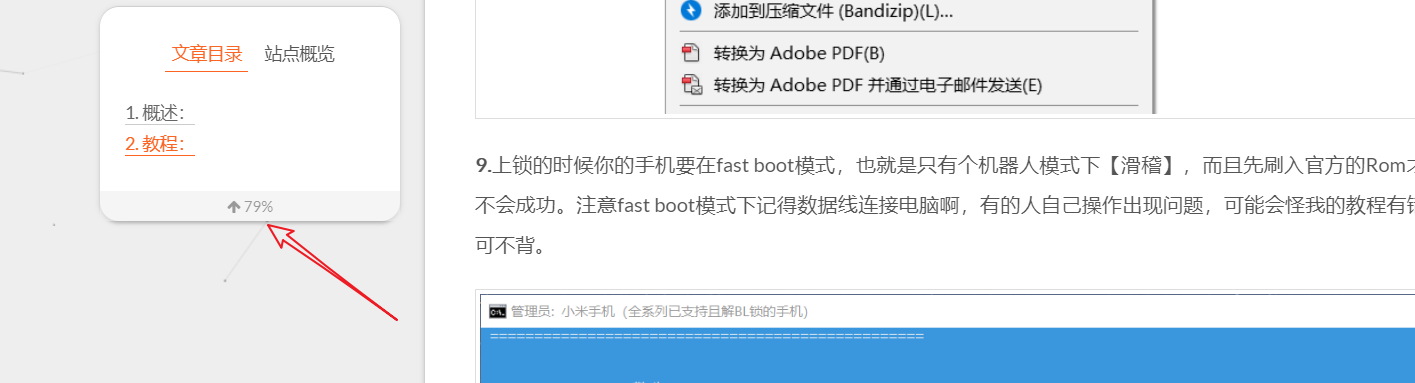 文章目录 站点概览
1. 概述：
2. 教程：
79%
添加到压缩文件 (Bandizip)(L)...
转换为 Adobe PDF(B)
转换为 Adobe PDF 并通过电子邮件发送(E)
9.上锁的时候你的手机要在fast boot模式，也就是只有个机器人模式下【滑稽】，而且先刷入官方的Rom
不会成功。注意fast boot模式下记得数据线连接电脑啊，有的人自己操作出现问题，可能会怪我的教程有
可不背。
管理员: 小米手机（全系列已支持且解BL锁的手机）
=================================================